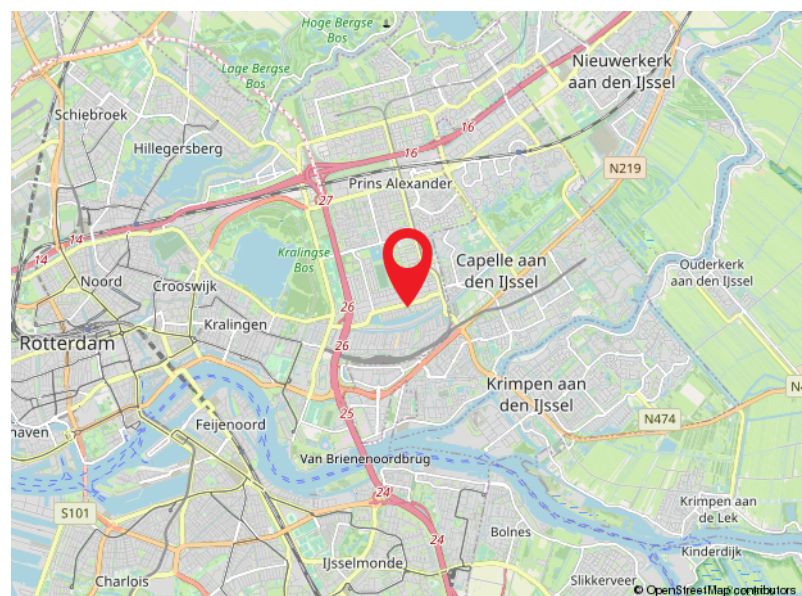 Hoge Bergse
Bos
Nieuwerkerk
aan den IJssel
Lage Bergse
Bos
Schiebroek
Hillegersberg
16
16
N219
Prins Alexander
27
14
14
Kralingse
Bos
Capelle aan
den IJssel
Ouderkerk
aan den IJssel
Noord
Crooswijk
26
Kralingen
Rotterdam
26
Krimpen aan
den IJssel
25
N474
Feijenoord
Van Brienenoordbrug
24
S101
Krimpen aan
de Lek
Bolnes
24
Kinderdijk
IJsselmonde
Charlois
Slikkerveer
© OpenStreetMap contributors